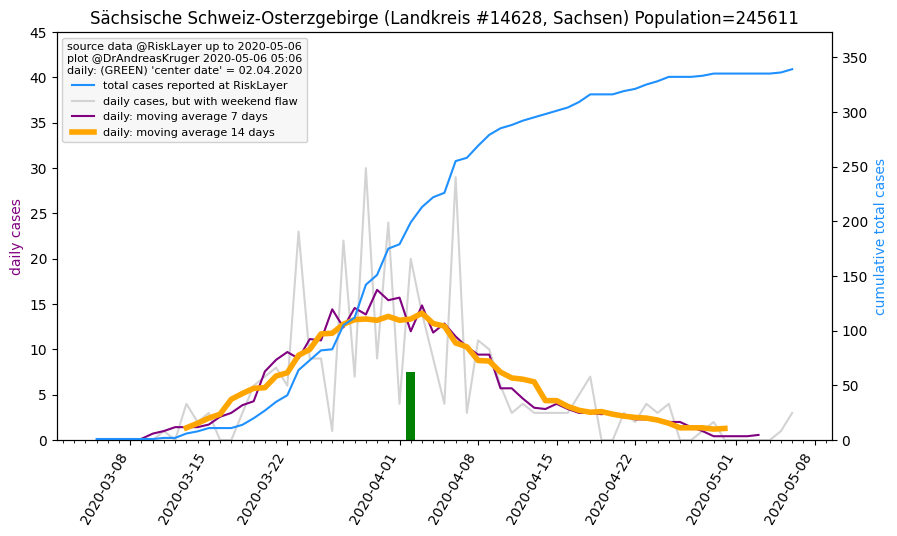 Sächsische Schweiz-Osterzgebirge (Landkreis #14628, Sachsen) Population=245611
source data @RiskLayer up to 2020-05-06
plot @DrAndreasKruger 2020-05-06 05:06
daily: (GREEN) 'center date' = 02.04.2020
total cases reported at RiskLayer
daily cases, but with weekend flaw
daily: moving average 7 days
daily: moving average 14 days
daily cases
45
40
35
30
25
20
15
10
5
0
350
300
250
200
150
100
50
0
cumulative total cases
2020-03-08
2020-03-15
2020-03-22
2020-04-01
2020-04-08
2020-04-15
2020-04-22
2020-05-01
2020-05-08